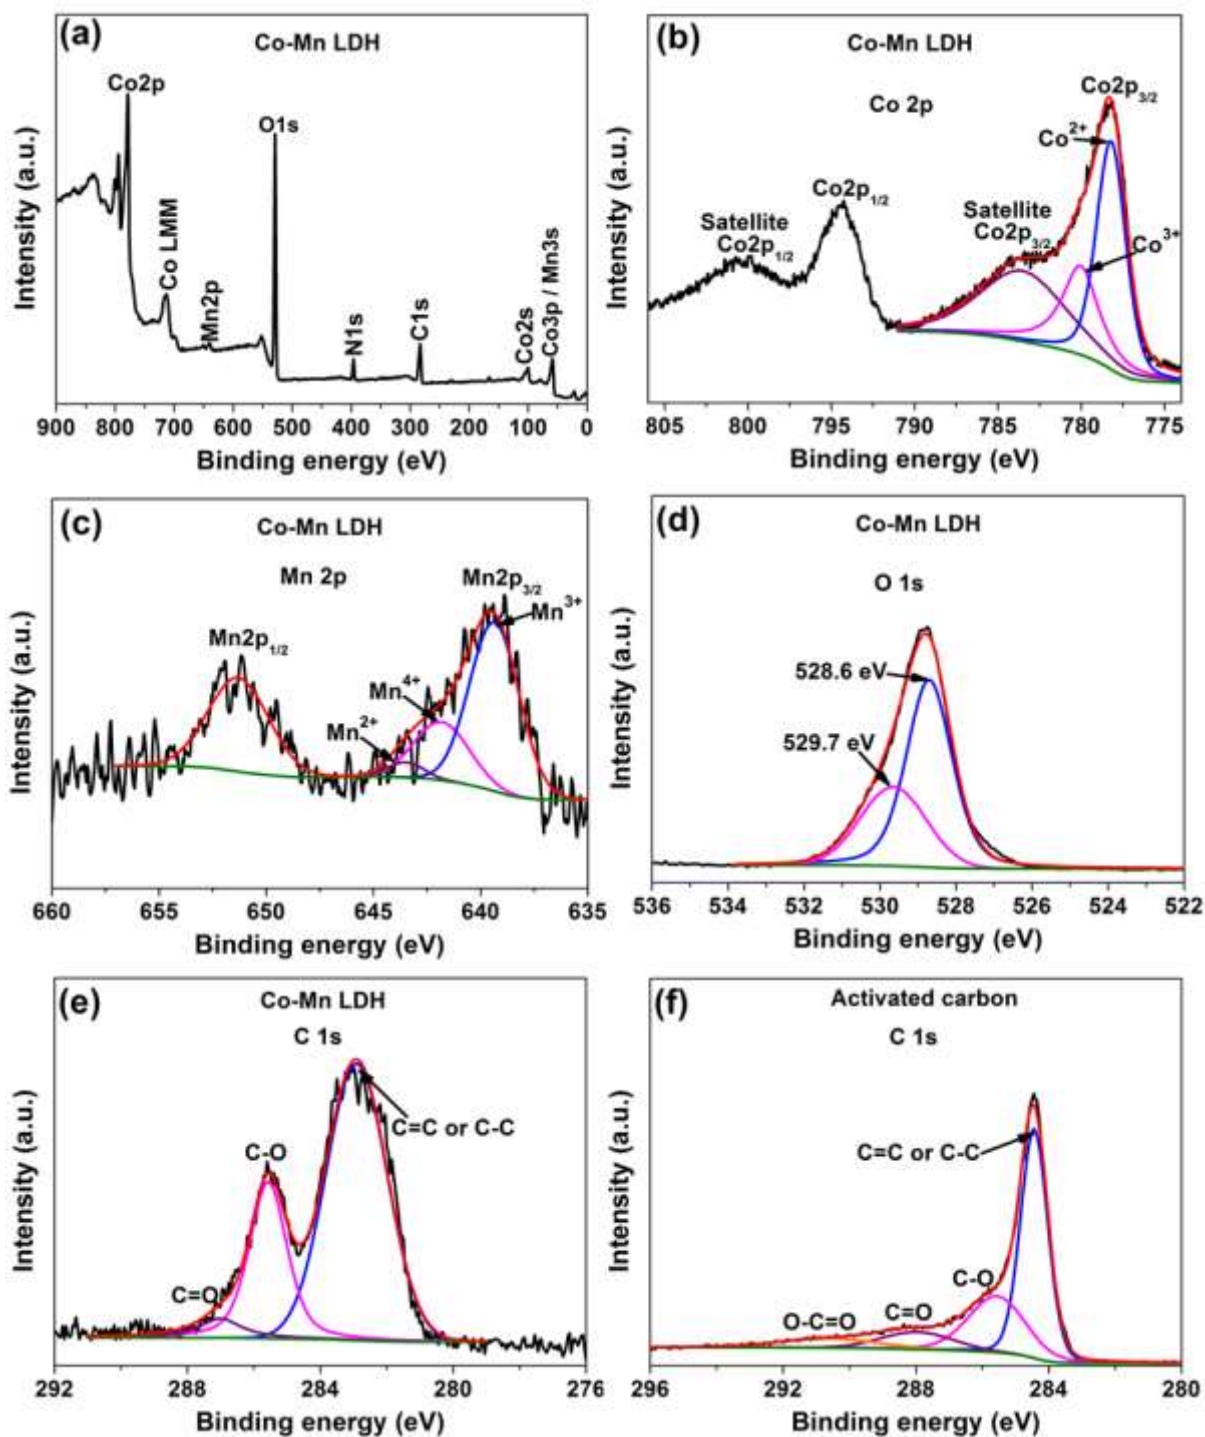 (a)
Co-Mn LDH
Co2p
O1s
Co LMM
Mn2p
N1s
C1s
Co2s
Co3p / Mn3s
Intensity (a.u.)
900 800 700 600 500 400 300 200 100 0
Binding energy (eV)
(b)
Co-Mn LDH
Co 2p
Co2p3/2
Co2+
Co2p1/2
Satellite
Co2p1/2
Satellite
Co2p3/2
Co3+
Intensity (a.u.)
805 800 795 790 785 780 775
Binding energy (eV)
(c)
Co-Mn LDH
Mn 2p
Mn2p3/2
Mn3+
Mn2p1/2
Mn4+
Mn2+
Intensity (a.u.)
660 655 650 645 640 635
Binding energy (eV)
(d)
Co-Mn LDH
O 1s
528.6 eV
529.7 eV
Intensity (a.u.)
536 534 532 530 528 526 524 522
Binding energy (eV)
(e)
Co-Mn LDH
C 1s
C=C or C-C
C-O
C=O
Intensity (a.u.)
292 288 284 280 276
Binding energy (eV)
(f)
Activated carbon
C 1s
C=C or C-C
C-O
C=O
O-C=O
Intensity (a.u.)
296 292 288 284 280
Binding energy (eV)